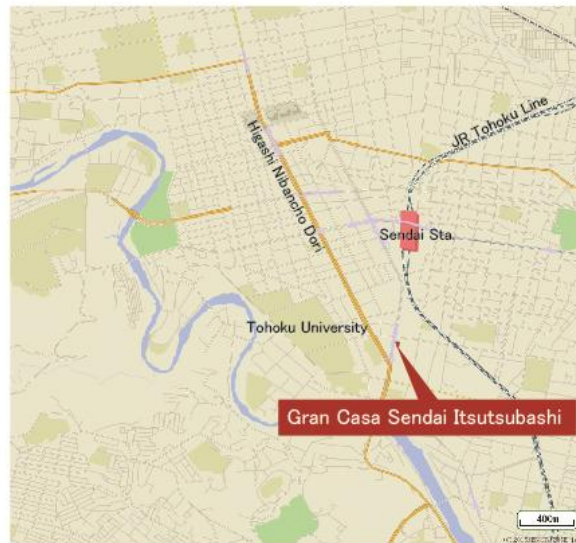 JR Tohoku Line
Higashi Nibancho Dori
Sendai Sta.
Tohoku University
Gran Casa Sendai Itsutsubashi
400m